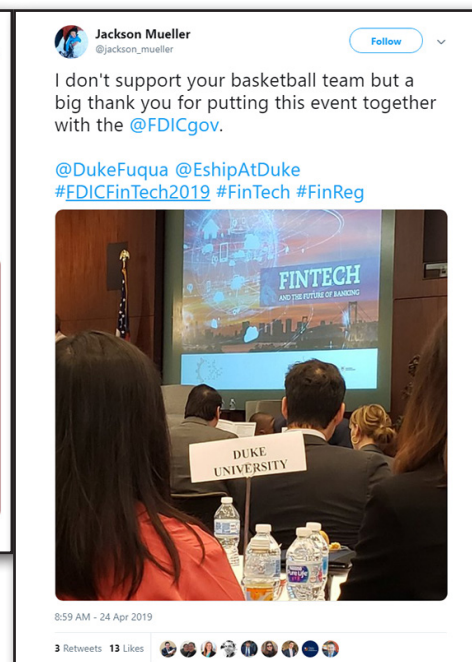 Jackson Mueller
@jackson_mueller
Follow
I don't support your basketball team but a
big thank you for putting this event together
with the @FDICgov.
@DukeFuqua @EshipAtDuke
#FDICFinTech2019 #FinTech #FinReg
FINTECH
AND THE FUTURE OF BANKING
DUKE
UNIVERSITY
Pure Life
8:59 AM - 24 Apr 2019
3 Retweets 13 Likes